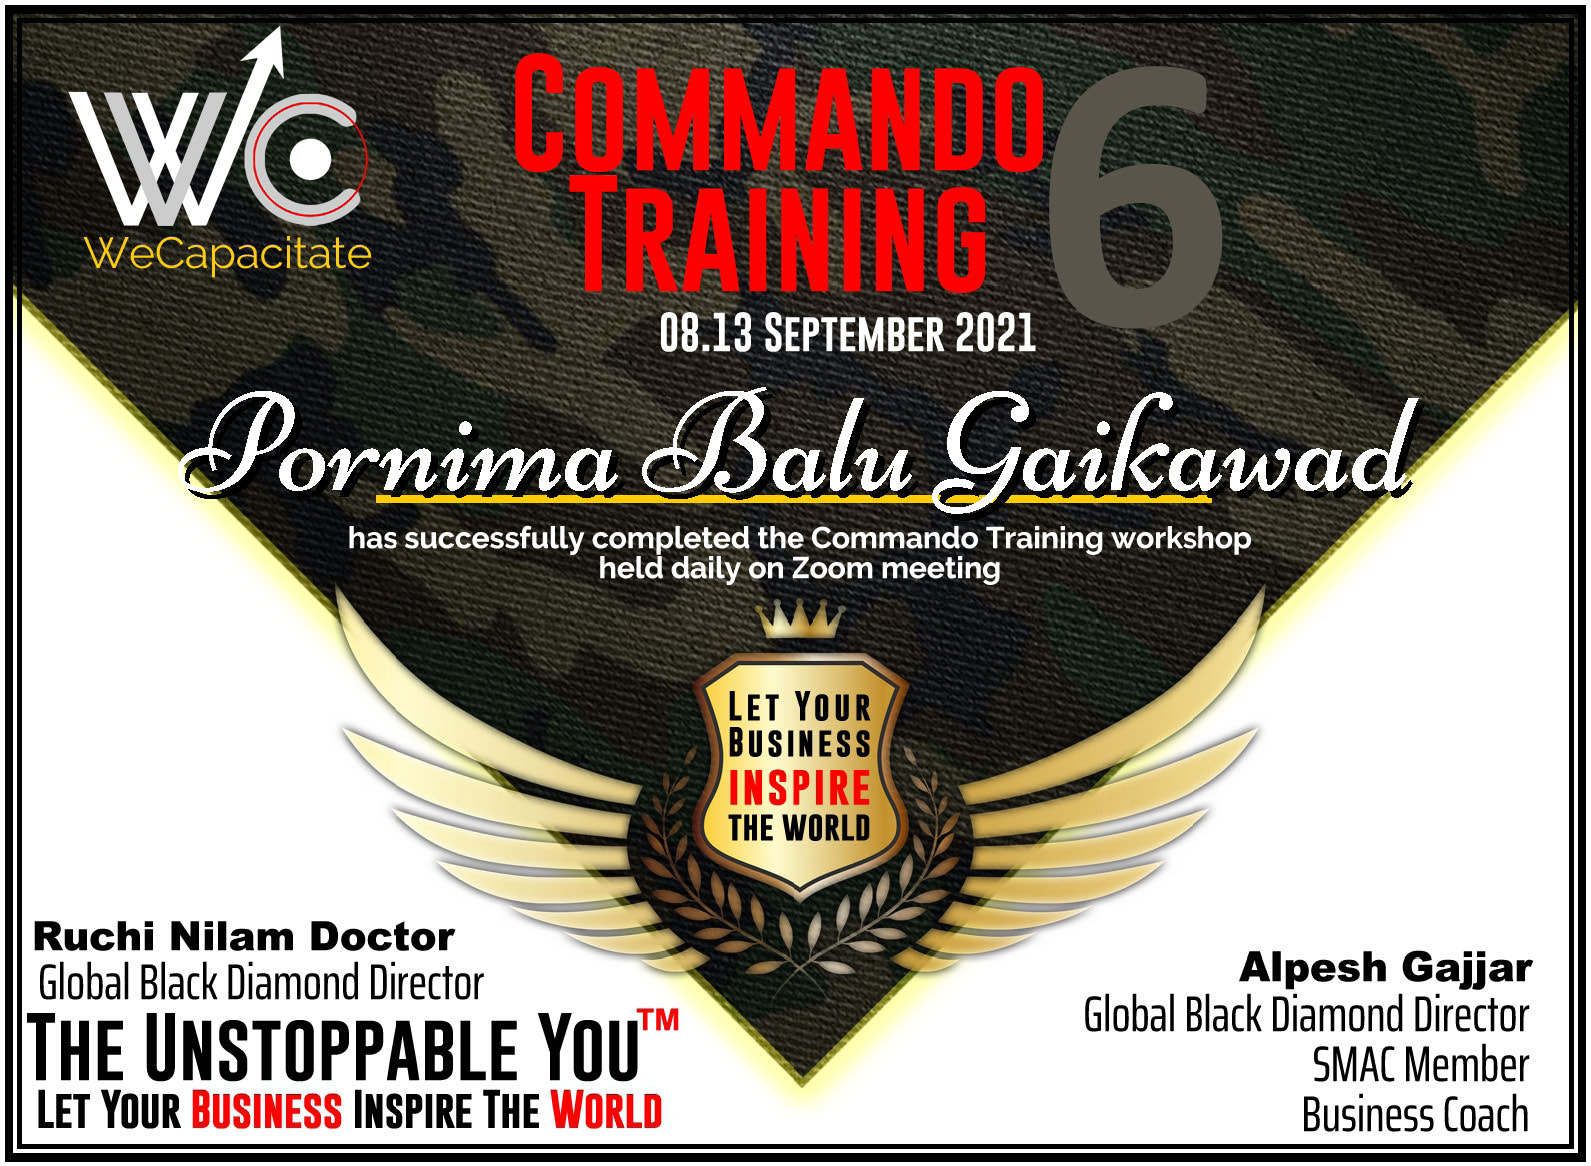 WC
WeCapacitate
COMMANDO
TRAINING
6
08.13 SEPTEMBER 2021
Pornima Balu Gaikawad
has successfully completed the Commando Training workshop
held daily on Zoom meeting
LET YOUR
BUSINESS
INSPIRE
THE WORLD
Ruchi Nilam Doctor
Global Black Diamond Director
THE UNSTOPPABLE YOU™
LET YOUR BUSINESS INSPIRE THE WORLD
Alpesh Gajjar
Global Black Diamond Director
SMAC Member
Business Coach